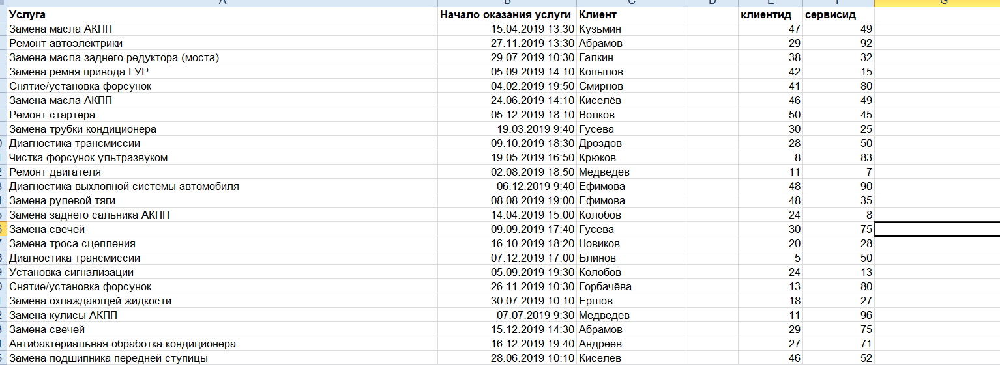 A B C D E F G
Услуга Начало оказания услуги Клиент клиентид сервисид
Замена масла АКПП 15.04.2019 13:30 Кузьмин 47 49
Ремонт автоэлектрики 27.11.2019 13:30 Абрамов 29 92
Замена масла заднего редуктора (моста) 29.07.2019 10:30 Галкин 38 32
Замена ремня привода ГУР 05.09.2019 14:10 Копылов 42 15
Снятие/установка форсунок 04.02.2019 19:50 Смирнов 41 80
Замена масла АКПП 24.06.2019 14:10 Киселёв 46 49
Ремонт стартера 05.12.2019 18:10 Волков 50 45
Замена трубки кондиционера 19.03.2019 9:40 Гусева 30 25
Диагностика трансмиссии 09.10.2019 18:30 Дроздов 28 50
Чистка форсунок ультразвуком 19.05.2019 16:50 Крюков 8 83
Ремонт двигателя 02.08.2019 18:50 Медведев 11 7
Диагностика выхлопной системы автомобиля 06.12.2019 9:40 Ефимова 48 90
Замена рулевой тяги 08.08.2019 19:00 Ефимова 48 35
Замена заднего сальника АКПП 14.04.2019 15:00 Колобов 24 8
Замена свечей 09.09.2019 17:40 Гусева 30 75
Замена троса сцепления 16.10.2019 18:20 Новиков 20 28
Диагностика трансмиссии 07.12.2019 17:00 Блинов 5 50
Установка сигнализации 05.09.2019 19:30 Колобов 24 13
Снятие/установка форсунок 26.11.2019 10:30 Горбачёва 13 80
Замена охлаждающей жидкости 30.07.2019 10:10 Ершов 18 27
Замена кулисы АКПП 07.07.2019 9:30 Медведев 11 96
Замена свечей 15.12.2019 14:30 Абрамов 29 75
Антибактериальная обработка кондиционера 16.12.2019 19:40 Андреев 27 71
Замена подшипника передней ступицы 28.06.2019 10:10 Киселёв 46 52